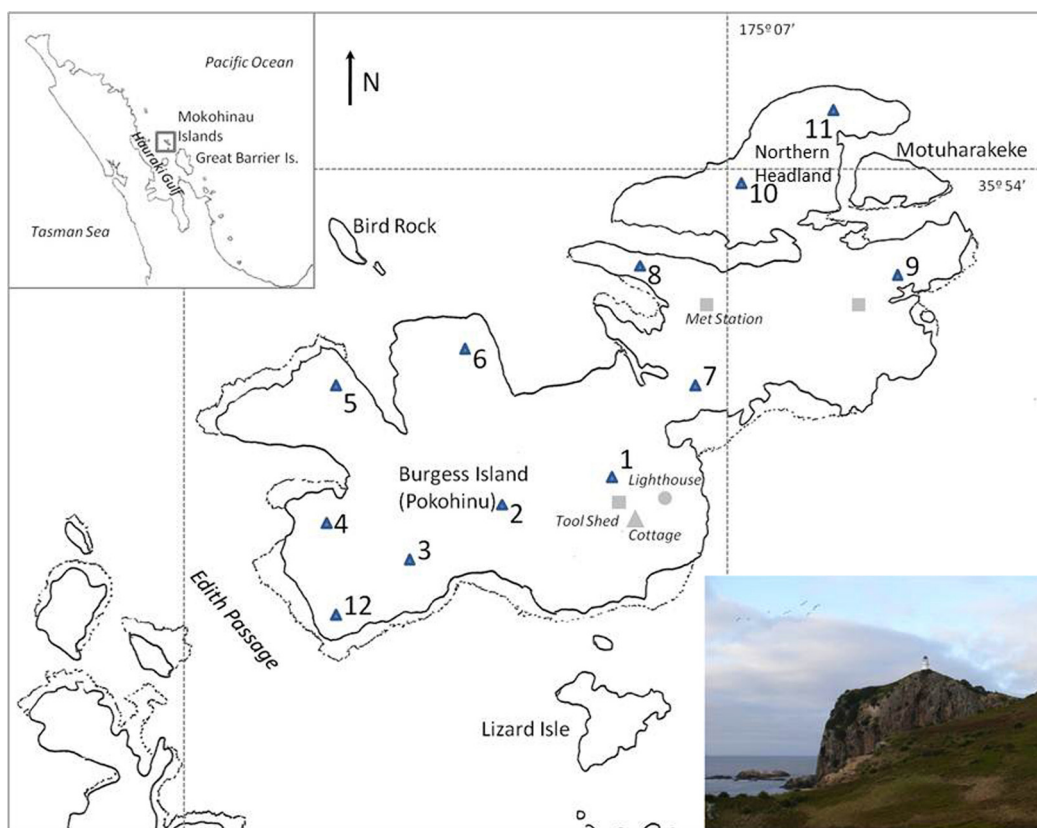 Pacific Ocean
Mokohinau
Islands
Hauraki Gulf
Great Barrier Is.
Tasman Sea
N
175º 07’
35º 54’
11
Northern
Headland
Motuharakeke
10
Bird Rock
8
9
Met Station
6
5
7
1
Burgess Island
(Pokohinu)
Lighthouse
2
Tool Shed
Cottage
4
3
12
Edith Passage
Lizard Isle